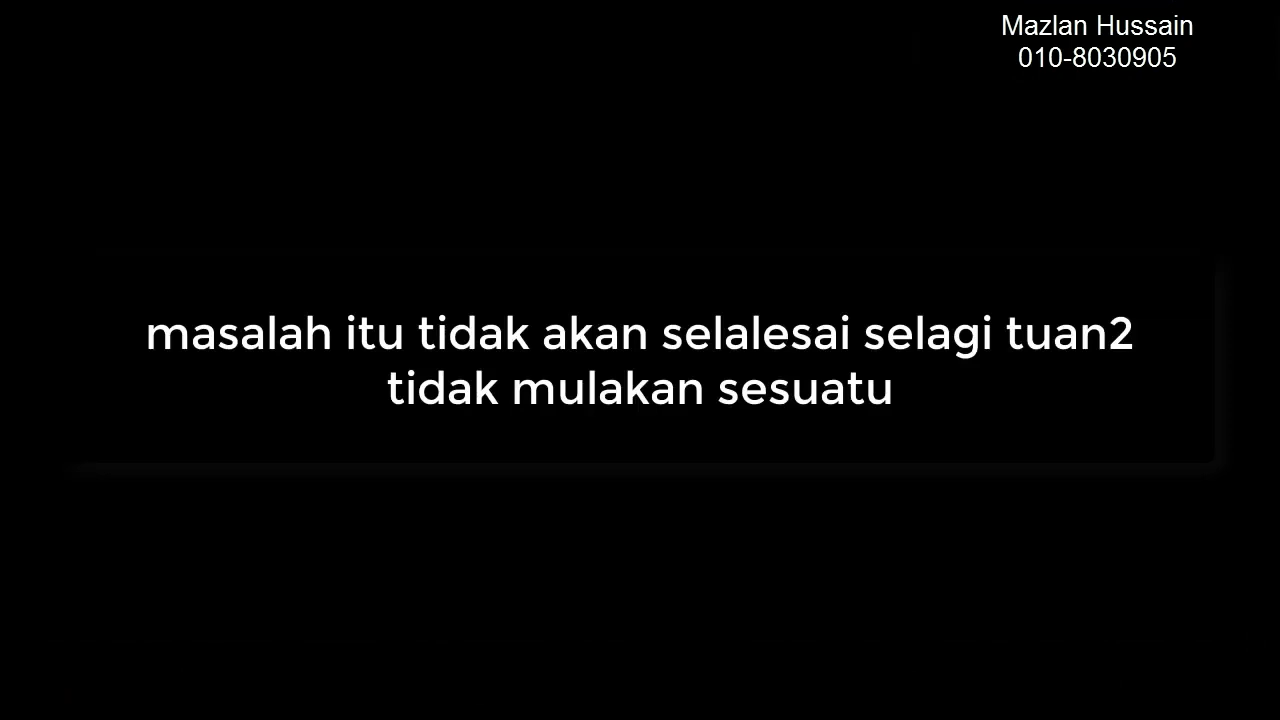 Mazlan Hussain
010-8030905
masalah itu tidak akan selalesai selagi tuan2
tidak mulakan sesuatu